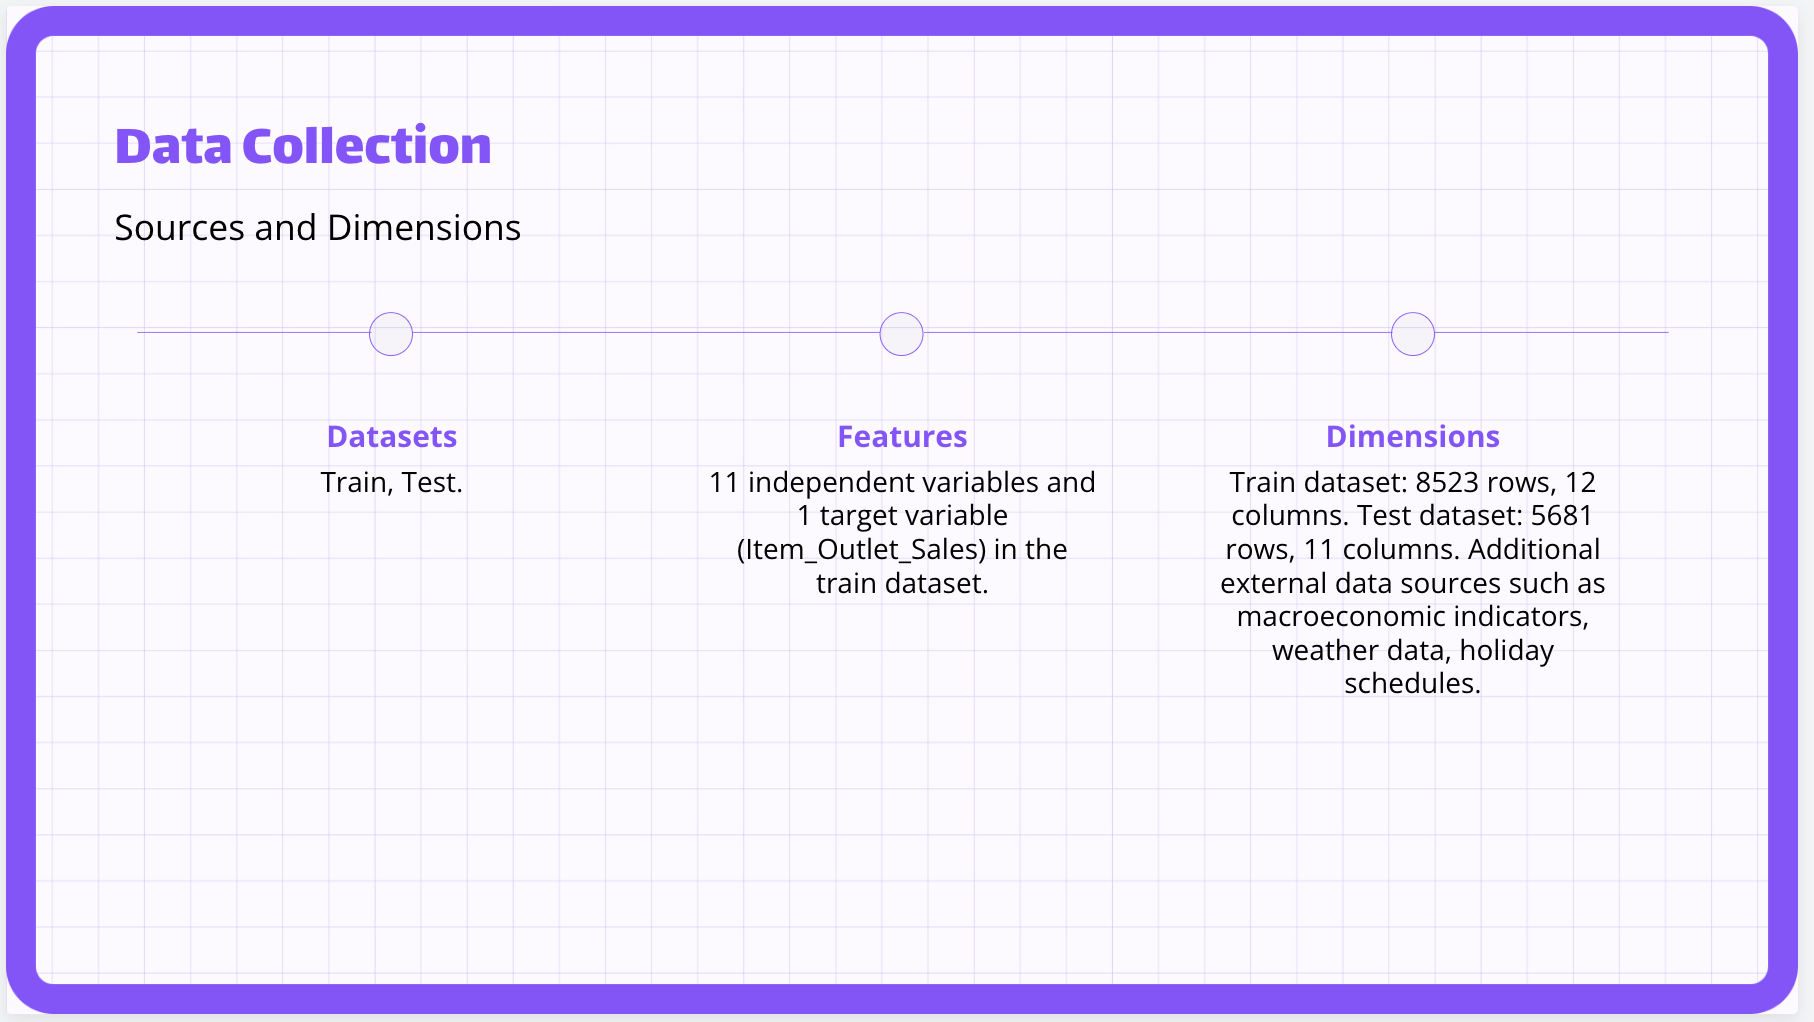 Data Collection
Sources and Dimensions
Datasets
Train, Test.
Features
11 independent variables and
1 target variable
(Item_Outlet_Sales) in the
train dataset.
Dimensions
Train dataset: 8523 rows, 12
columns. Test dataset: 5681
rows, 11 columns. Additional
external data sources such as
macroeconomic indicators,
weather data, holiday
schedules.